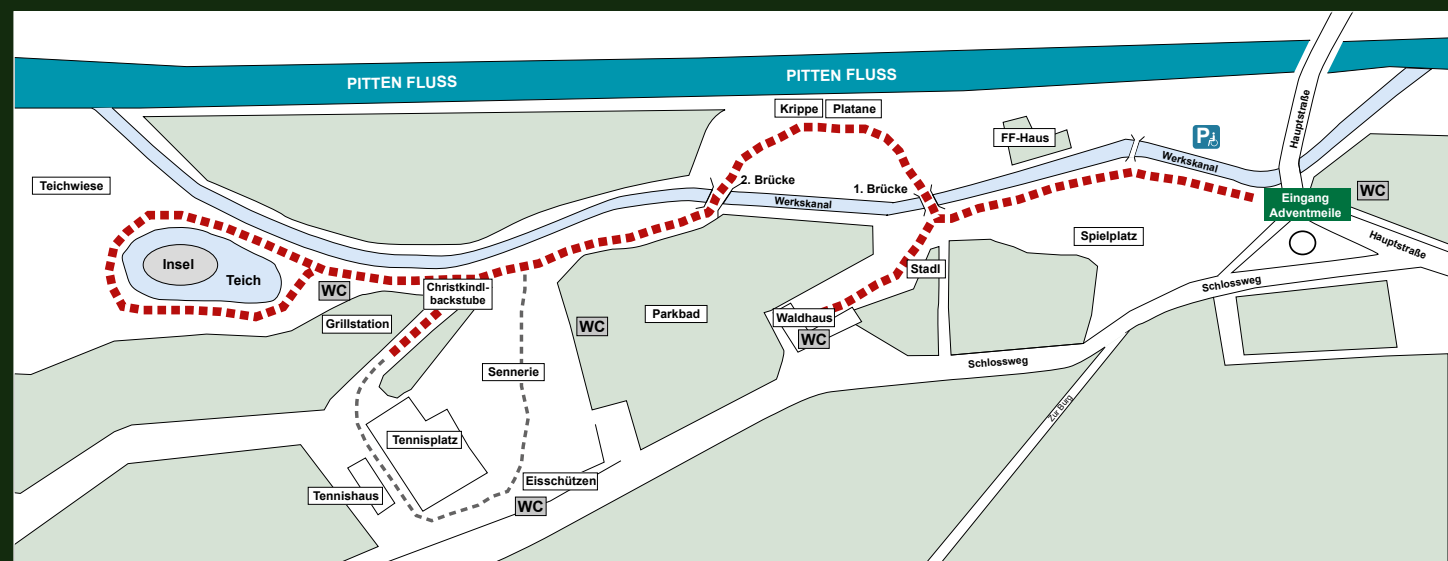 PITTEN FLUSS
PITTEN FLUSS
Krippe
Platane
FF-Haus
P
Hauptstraße
Werkskanal
Teichwiese
2. Brücke
1. Brücke
WC
Werkskanal
Eingang
Adventmeile
Spielplatz
Hauptstraße
Insel
Teich
Stadl
Schlossweg
WC
Christkindl-
backstube
Grillstation
WC
Parkbad
Waldhaus
WC
Sennerie
Schlossweg
Zur Burg
Tennisplatz
Eisschützen
Tennishaus
WC